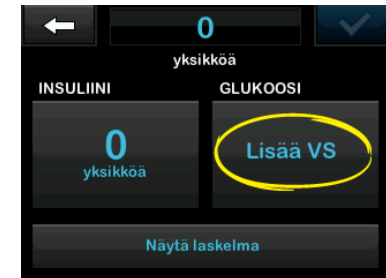 0
yksikköä
INSULIINI
GLUKOOSI
0
yksikköä
Lisää VS
Näytä laskelma